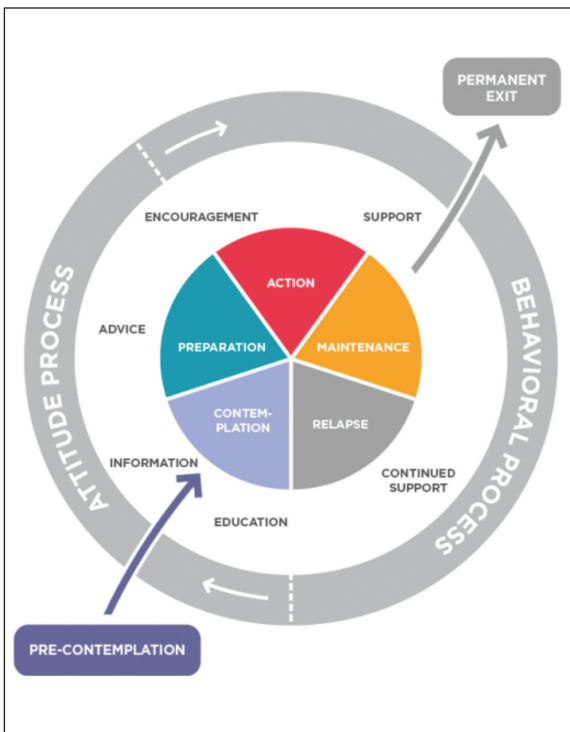 PERMANENT
EXIT
ENCOURAGEMENT
SUPPORT
ACTION
ATTITUDE PROCESS
BEHAVIORAL PROCESS
ADVICE
PREPARATION
MAINTENANCE
CONTEM-
PLATION
RELAPSE
INFORMATION
CONTINUED
SUPPORT
EDUCATION
PRE-CONTEMPLATION